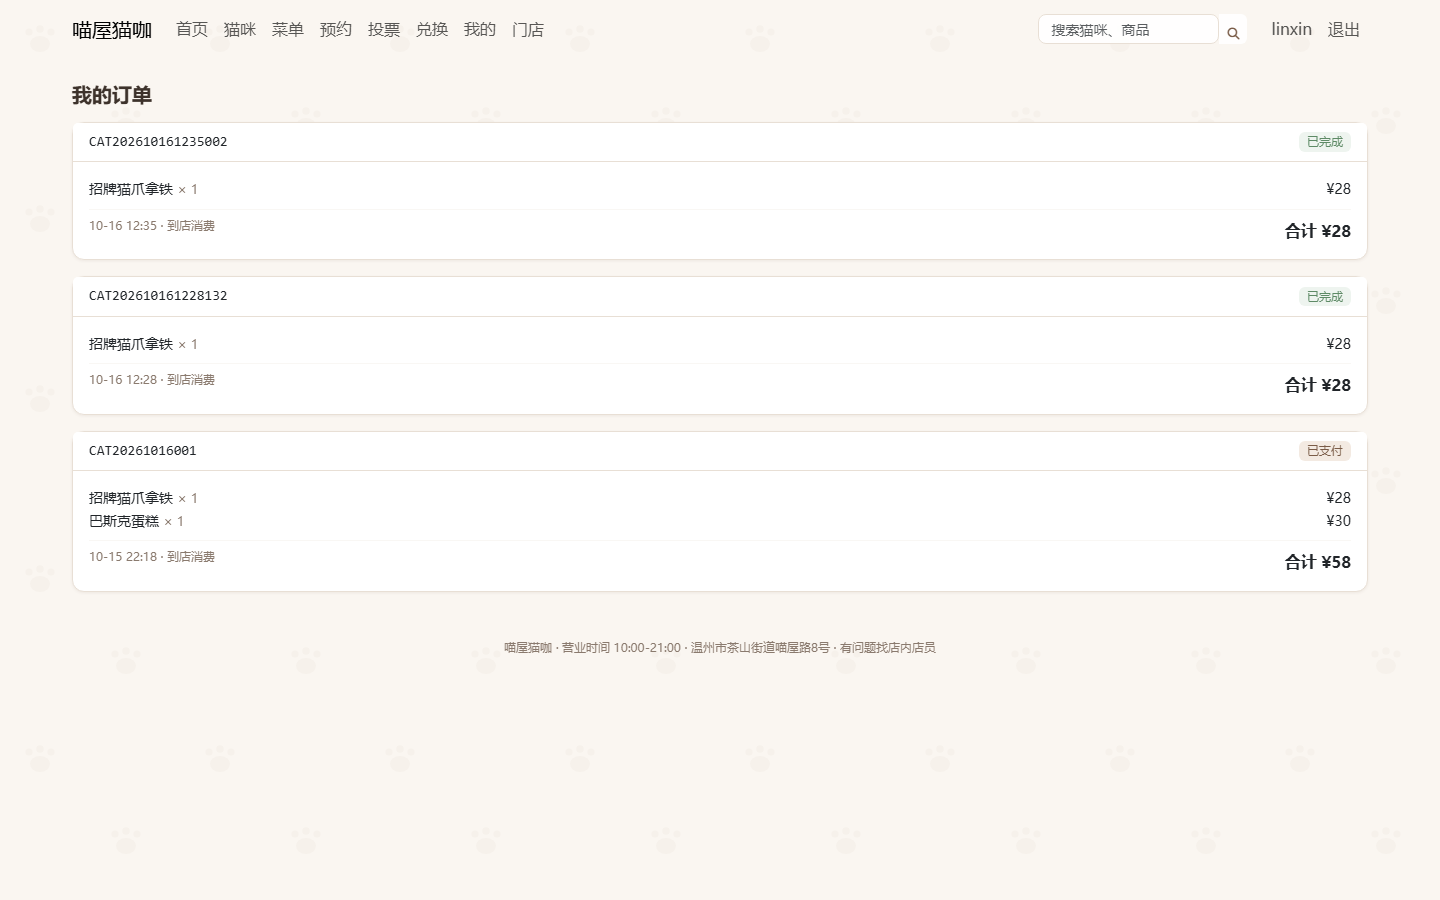 喵屋猫咖 首页 猫咪 菜单 预约 投票 兑换 我的 门店 搜索猫咪、商品 linxin 退出
我的订单
CAT202610161235002 已完成
招牌猫爪拿铁 × 1 ¥28
10-16 12:35 · 到店消费 合计 ¥28
CAT202610161228132 已完成
招牌猫爪拿铁 × 1 ¥28
10-16 12:28 · 到店消费 合计 ¥28
CAT20261016001 已支付
招牌猫爪拿铁 × 1 ¥28
巴斯克蛋糕 × 1 ¥30
10-15 22:18 · 到店消费 合计 ¥58
喵屋猫咖 · 营业时间 10:00-21:00 · 温州市茶山街道喵屋路8号 · 有问题找店内店员